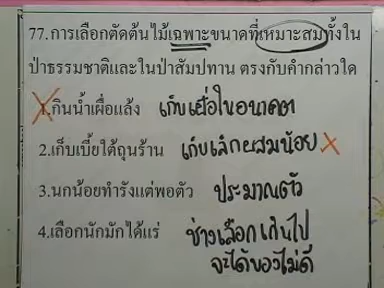 77.การเลือกตัดต้นไม้เฉพาะขนาดที่เหมาะสมทั้งใน
ป่าธรรมชาติและในป่าสัมปทาน ตรงกับคำกล่าวใด
1.กินน้ำเผื่อแล้ง เก็บเผื่อในอนาคต
2.เก็บเบี้ยใต้ถุนร้าน เก็บเล็กผสมน้อย
3.นกน้อยทำรังแต่พอตัว ประมาณตัว
4.เลือกนักมักได้แร่ ช่างเลือกเกินไป
จะได้ของไม่ดี